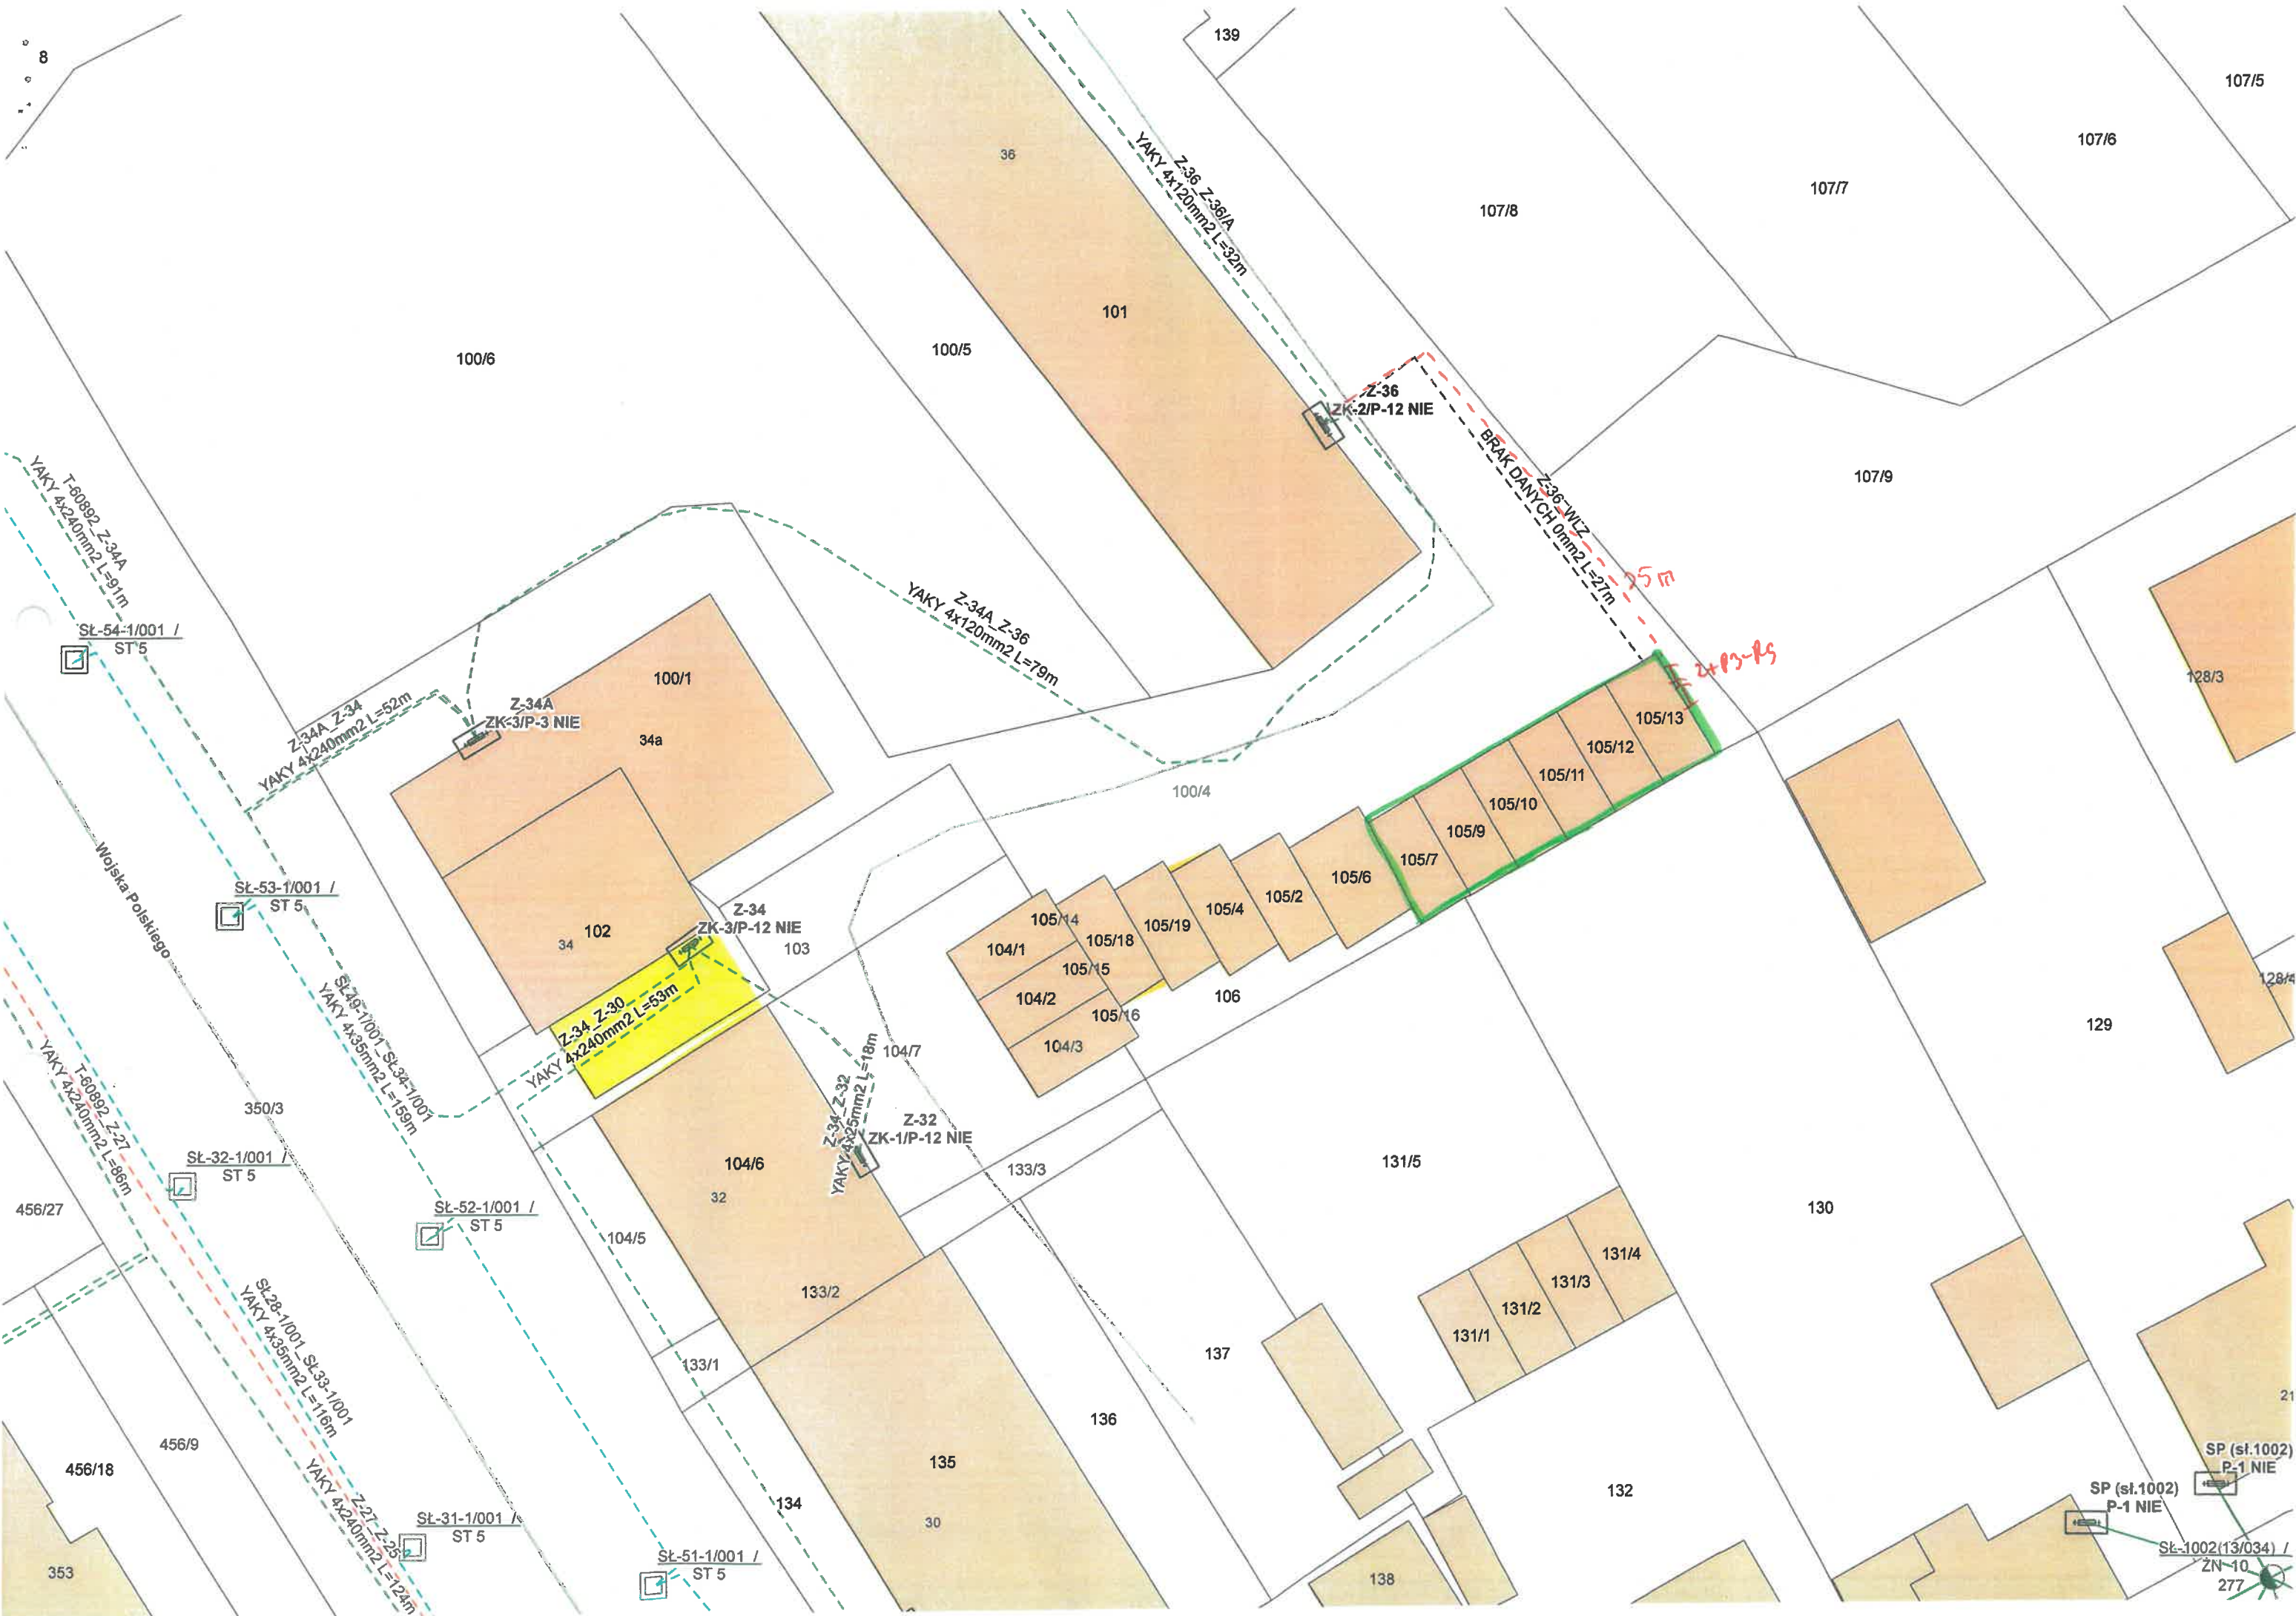 8
139
107/5
107/6
107/7
107/8
36
Z-36_Z-36/A
YAKY 4x120mm2 L=32m
101
100/5
100/6
Z-36
ZK-2/P-12 NIE
BRAK DANYCH 0mm2 L=27m
Z-36_WLZ
107/9
T-60892_Z-34A
YAKY 4x240mm2 L=91m
SŁ-54-1/001 /
ST 5
Z-34A_Z-36
YAKY 4x120mm2 L=79m
100/1
Z-34A
ZK-3/P-3 NIE
34a
Z-34A_Z-34
YAKY 4x240mm2 L=52m
128/3
105/13
105/12
105/11
105/10
105/9
105/7
105/6
100/4
105/2
105/4
105/19
105/18
105/14
104/1
105/15
104/2
105/16
104/3
106
Wojska Polskiego
SŁ-53-1/001 /
ST 5
Z-34
ZK-3/P-12 NIE
102
34
103
128/4
129
Z-34_Z-30
YAKY 4x240mm2 L=53m
SŁ49-1/001_SŁ34-1/001
YAKY 4x35mm2 L=159m
104/7
Z-34_Z-32
YAKY 4x25mm2 L=18m
Z-32
ZK-1/P-12 NIE
350/3
T-60892_Z-27
YAKY 4x240mm2 L=86m
SŁ-32-1/001 /
ST 5
104/6
32
133/3
131/5
130
456/27
SŁ-52-1/001 /
ST 5
104/5
133/2
131/4
131/3
131/2
131/1
SŁ28-1/001_SŁ33-1/001
YAKY 4x35mm2 L=116m
133/1
137
136
135
21
456/9
456/18
134
30
132
SP (sł.1002)
P-1 NIE
SP (sł.1002)
P-1 NIE
Z-27_Z-25
YAKY 4x240mm2 L=124m
SŁ-31-1/001 /
ST 5
SŁ-51-1/001 /
ST 5
353
138
SŁ-1002(13/034) /
ZN-10
277